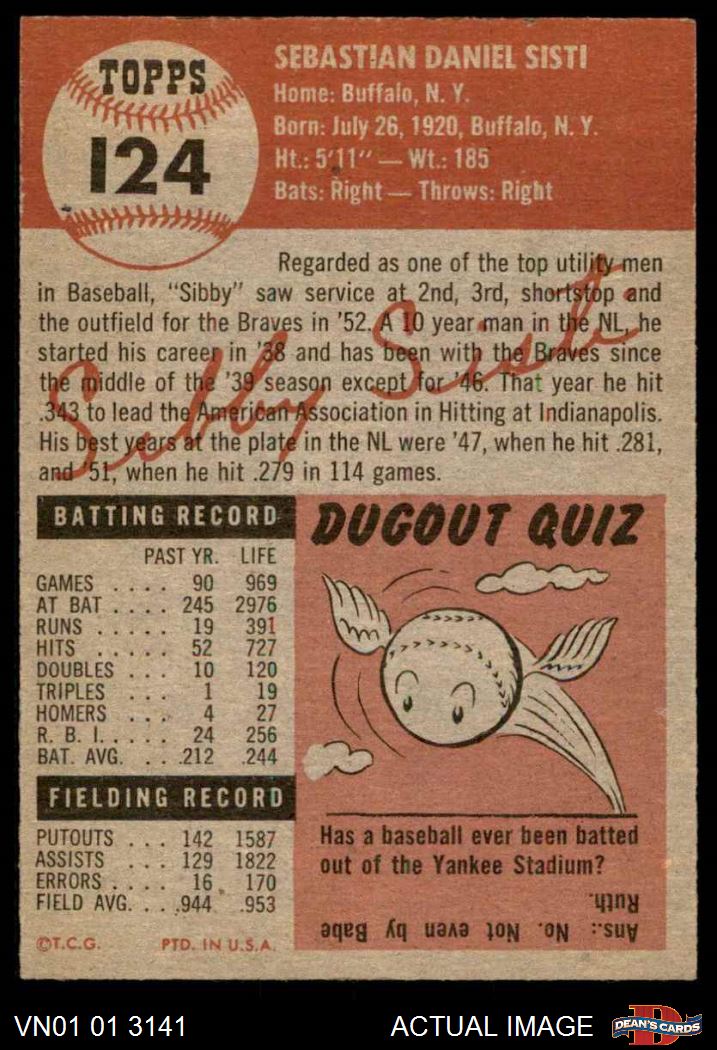 TOPPS
124
SEBASTIAN DANIEL SISTI
Home: Buffalo, N. Y.
Born: July 26, 1920, Buffalo, N. Y.
Ht.: 5'11" — Wt.: 185
Bats: Right — Throws: Right
Regarded as one of the top utility men
in Baseball, "Sibby" saw service at 2nd, 3rd, shortstop and
the outfield for the Braves in '52. A 10 year man in the NL, he
started his career in '38 and has been with the Braves since
the middle of the '39 season except for '46. That year he hit
.343 to lead the American Association in Hitting at Indianapolis.
His best years at the plate in the NL were '47, when he hit .281,
and '51, when he hit .279 in 114 games.
Sibby Sisti
BATTING RECORD
PAST YR. LIFE
GAMES .... 90 969
AT BAT .... 245 2976
RUNS ..... 19 391
HITS ..... 52 727
DOUBLES .... 10 120
TRIPLES .... 1 19
HOMERS ... 4 27
R. B. I. .... 24 256
BAT. AVG. ... .212 .244
FIELDING RECORD
PUTOUTS ... 142 1587
ASSISTS ... 129 1822
ERRORS .... 16 170
FIELD AVG. ... .944 .953
©T.C.G. PTD. IN U.S.A.
DUGOUT QUIZ
Has a baseball ever been batted
out of the Yankee Stadium?
Ans.: No. Not even by Babe
Ruth.
VN01 01 3141 ACTUAL IMAGE
D
DEAN'S CARDS